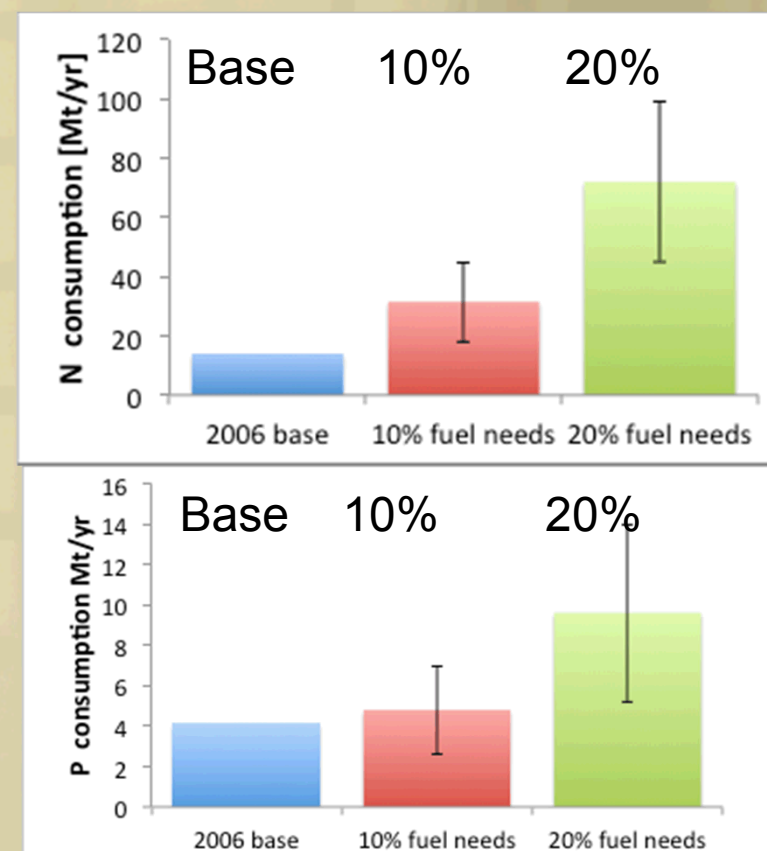 120
Base 10% 20%
100
80
60
40
20
0
N consumption [Mt/yr]
2006 base 10% fuel needs 20% fuel needs
16
Base 10% 20%
14
12
10
8
6
4
2
0
P consumption Mt/yr
2006 base 10% fuel needs 20% fuel needs